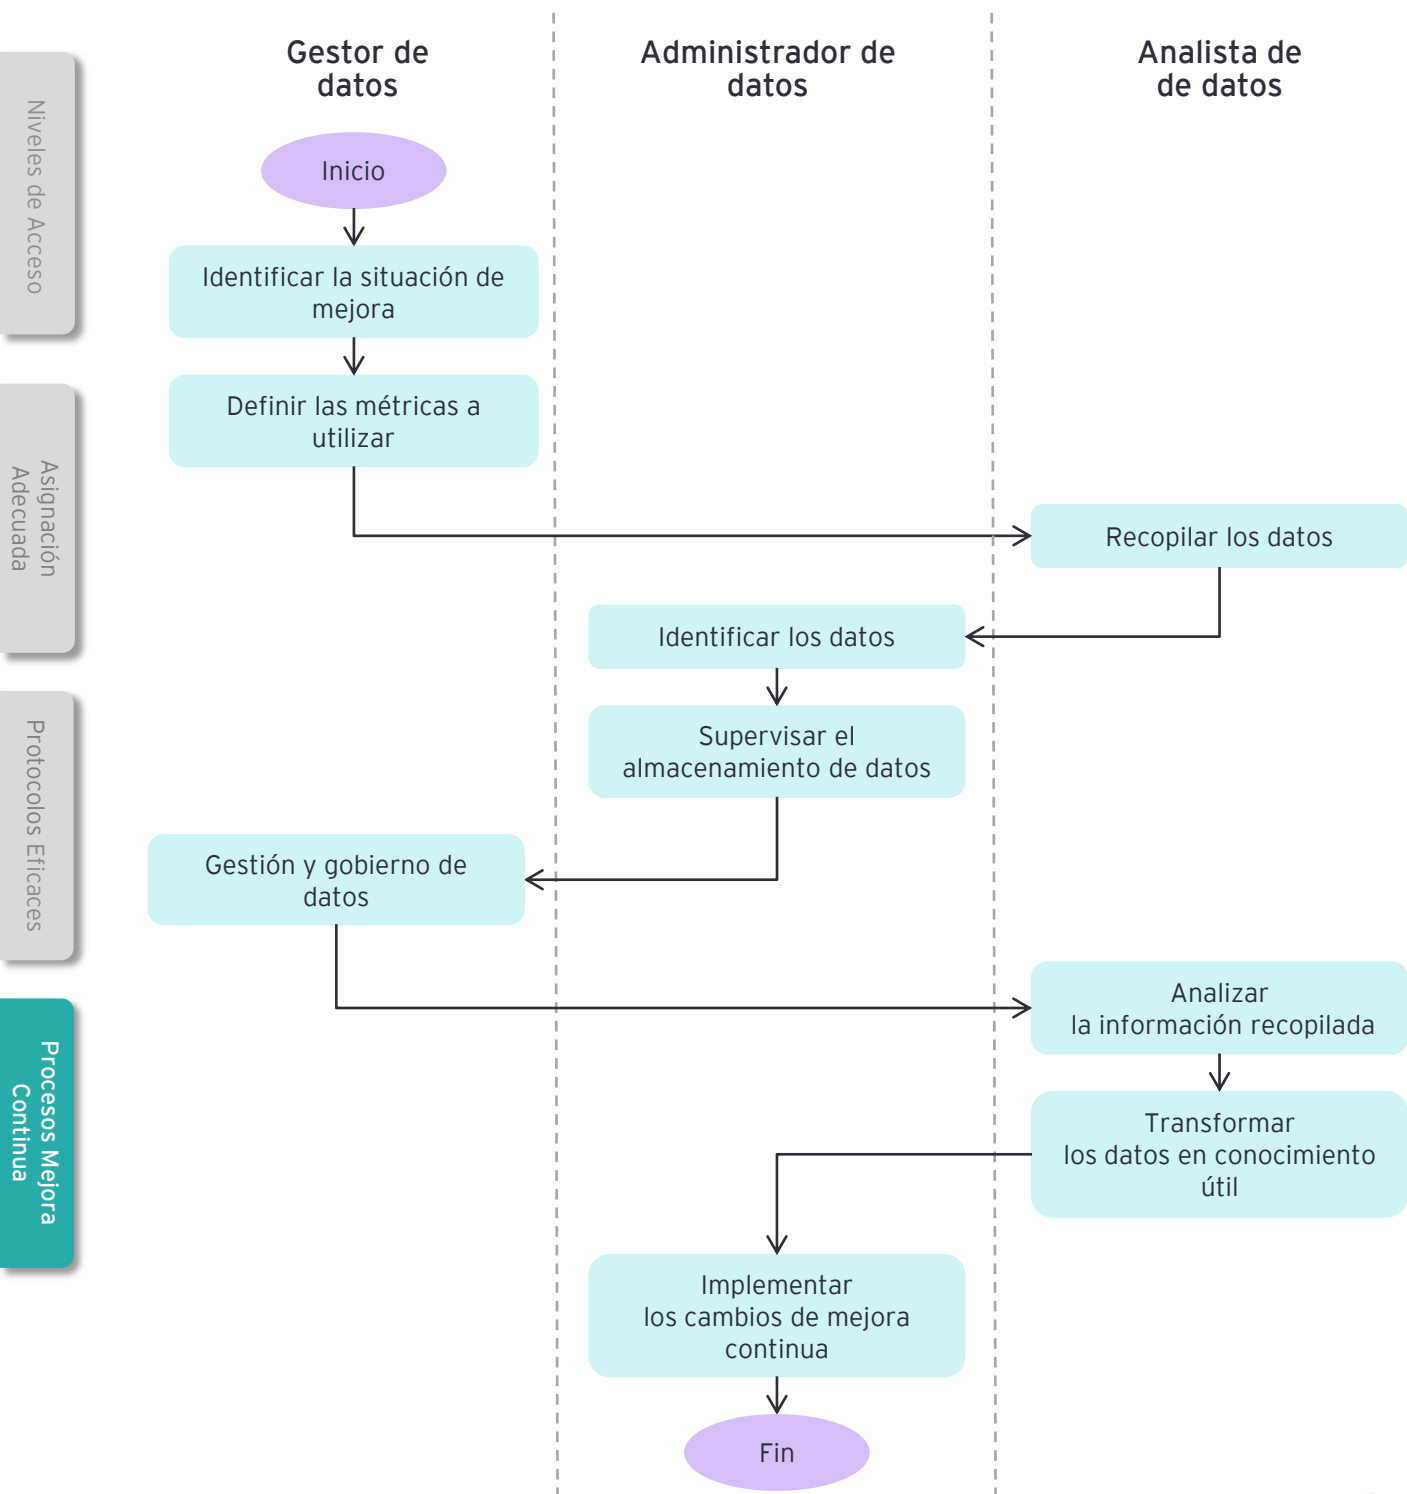 Gestor de
datos
Administrador de
datos
Analista de
de datos
Niveles de Acceso
Asignación
Adecuada
Protocolos Eficaces
Procesos Mejora
Continua
Inicio
Identificar la situación de
mejora
Definir las métricas a
utilizar
Recopilar los datos
Identificar los datos
Supervisar el
almacenamiento de datos
Gestión y gobierno de
datos
Analizar
la información recopilada
Transformar
los datos en conocimiento
útil
Implementar
los cambios de mejora
continua
Fin